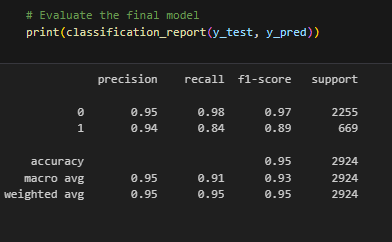 # Evaluate the final model
print(classification_report(y_test, y_pred))
precision recall f1-score support
0 0.95 0.98 0.97 2255
1 0.94 0.84 0.89 669
accuracy 0.95 2924
macro avg 0.95 0.91 0.93 2924
weighted avg 0.95 0.95 0.95 2924